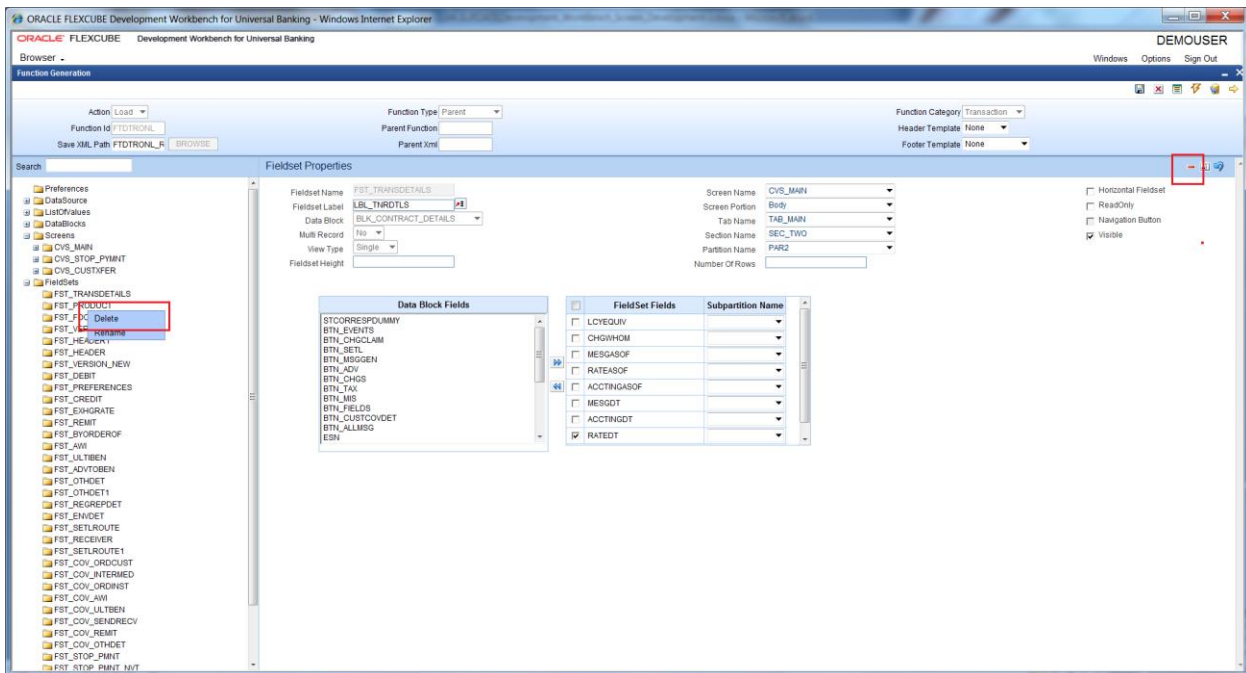 ORACLE FLEXCUBE Development Workbench for Universal Banking - Windows Internet Explorer
ORACLE FLEXCUBE Development Workbench for Universal Banking
DEMOUSER
Browser
Windows Options Sign Out
Function Generation
Action Load
Function Type Parent
Function Category Transaction
Function Id FTDTRONL
Parent Function
Header Template None
Save XML Path FTDTRONL_R BROWSE
Parent Xml
Footer Template None
Search
Fieldset Properties
Preferences
DataSource
ListOfValues
DataBlocks
Screens
CVS_MAIN
CVS_STOP_PYMNT
CVS_CUSTXFER
FieldSets
FST_TRANSDETAILS
FST_PRODUCT
Delete
Rename
FST_HEADER1
FST_HEADER
FST_VERSION_NEW
FST_DEBIT
FST_PREFERENCES
FST_CREDIT
FST_EXHGRATE
FST_REMIT
FST_BYORDEROF
FST_AWI
FST_ULTIBEN
FST_ADVTOBEN
FST_OTHDET
FST_OTHDET1
FST_REGREPDET
FST_ENVDET
FST_SETLROUTE
FST_RECEIVER
FST_SETLROUTE1
FST_COV_ORDCUST
FST_COV_INTERMED
FST_COV_ORDINST
FST_COV_AWI
FST_COV_ULTBEN
FST_COV_SENDRECV
FST_COV_REMIT
FST_COV_OTHDET
FST_STOP_PMNT
FST_STOP_PMNT_NVT
Fieldset Name FST_TRANSDETAILS
Fieldset Label LBL_TNRDTLS
Data Block BLK_CONTRACT_DETAILS
Multi Record No
View Type Single
Fieldset Height
Screen Name CVS_MAIN
Screen Portion Body
Tab Name TAB_MAIN
Section Name SEC_TWO
Partition Name PAR2
Number Of Rows
Horizontal Fieldset
ReadOnly
Navigation Button
Visible
Data Block Fields
STCORRESPDUMMY
BTN_EVENTS
BTN_CHGCLAIM
BTN_SETL
BTN_MSGGEN
BTN_ADV
BTN_CHGS
BTN_TAX
BTN_MIS
BTN_FIELDS
BTN_CUSTCOVDET
BTN_ALLMSG
ESN
FieldSet Fields Subpartition Name
LCYEQUIV
CHGWHOM
MESGASOF
RATEASOF
ACCTINGASOF
MESGDT
ACCTINGDT
RATEDT